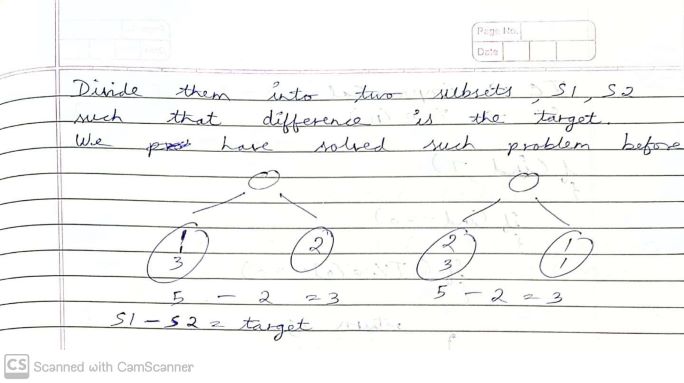 Page No.
Date
Divide them into two subsets, S1, S2
such that difference is the target.
We have solved such problem before
1 2 2 1
3 3 1
5 - 2 = 3 5 - 2 = 3
S1 - S2 = target
CS Scanned with CamScanner